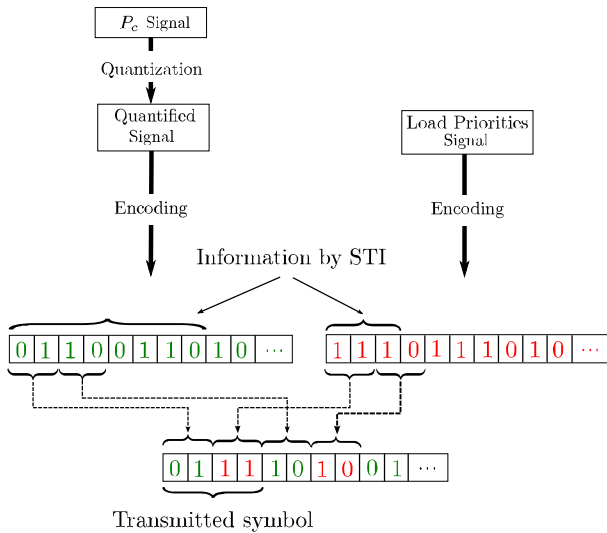 P_c Signal
Quantization
Quantified
Signal
Load Priorities
Signal
Encoding
Encoding
Information by STI
0 1 1 0 0 1 1 0 1 0 ...
1 1 1 0 1 1 1 0 1 0 ...
0 1 1 1 1 0 1 0 0 1 ...
Transmitted symbol